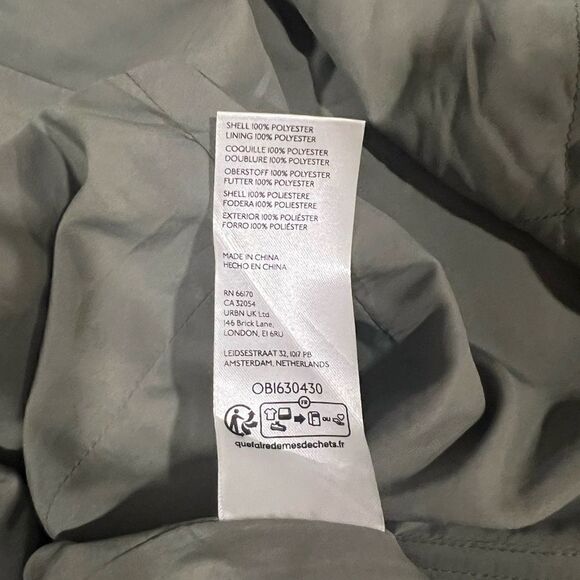 SHELL 100% POLYESTER
LINING 100% POLYESTER
COQUILLE 100% POLYESTER
DOUBLURE 100% POLYESTER
OBERSTOFF 100% POLYESTER
FUTTER 100% POLYESTER
SHELL 100% POLIESTERE
FODERA 100% POLIESTERE
EXTERIOR 100% POLIÉSTER
FORRO 100% POLIÉSTER
MADE IN CHINA
HECHO EN CHINA
RN 66170
CA 32054
URBN UK Ltd
146 Brick Lane,
LONDON, E1 6RU
LEIDSESTRAAT 32, 1017 PB
AMSTERDAM, NETHERLANDS
OB1630430
FR
OU
quefairedemesdechets.fr